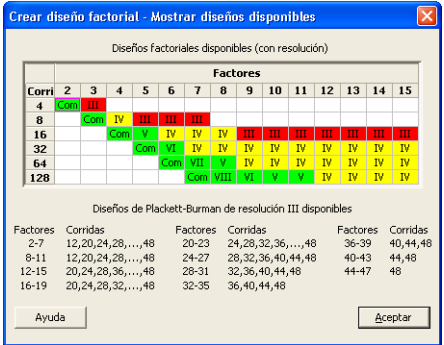 Crear diseño factorial - Mostrar diseños disponibles
Diseños factoriales disponibles (con resolución)
Factores
Corri 2 3 4 5 6 7 8 9 10 11 12 13 14 15
4 Com III
8 Com IV III III III
16 Com V IV IV IV III III III III III III III
32 Com VI IV IV IV IV IV IV IV IV IV
64 Com VII V IV IV IV IV IV IV IV
128 Com VIII VI V V IV IV IV IV
Diseños de Plackett-Burman de resolución III disponibles
Factores Corridas Factores Corridas Factores Corridas
2-7 12,20,24,28,...,48 20-23 24,28,32,36,...,48 36-39 40,44,48
8-11 12,20,24,28,...,48 24-27 28,32,36,40,44,48 40-43 44,48
12-15 20,24,28,36,...,48 28-31 32,36,40,44,48 44-47 48
16-19 20,24,28,32,...,48 32-35 36,40,44,48
Ayuda Aceptar